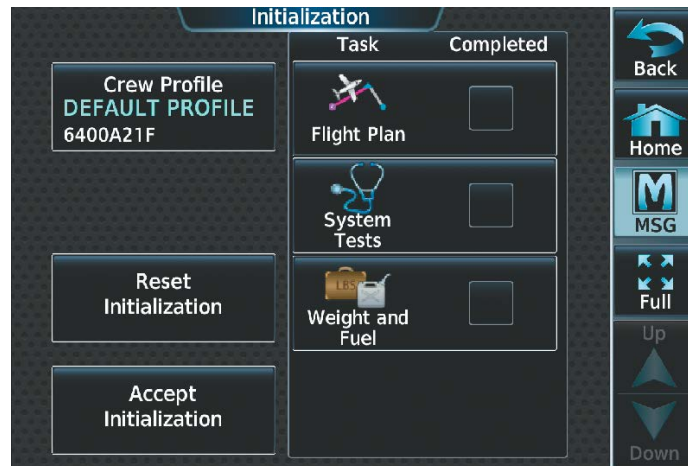 Initialization
Crew Profile
DEFAULT PROFILE
6400A21F
Reset
Initialization
Accept
Initialization
Task Completed
Flight Plan
System
Tests
LBS
Weight and
Fuel
Back
Home
M
MSG
Full
Up
Down